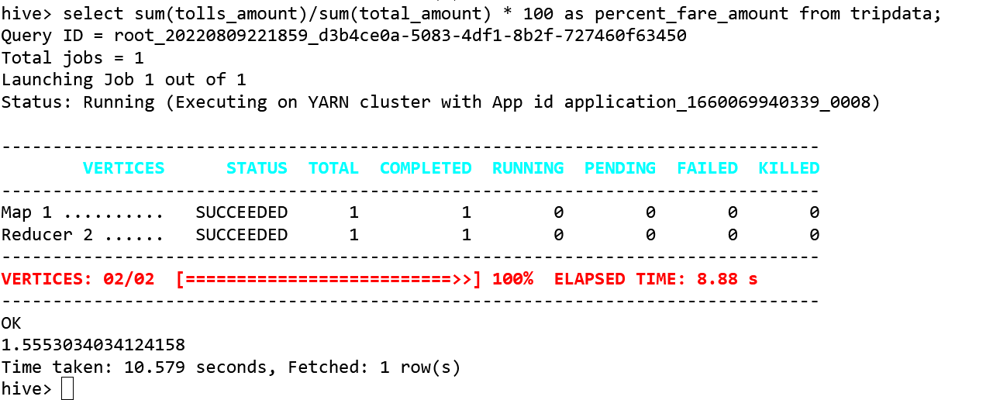 hive> select sum(tolls_amount)/sum(total_amount) * 100 as percent_fare_amount from tripdata;
Query ID = root_20220809221859_d3b4ce0a-5083-4df1-8b2f-727460f63450
Total jobs = 1
Launching Job 1 out of 1
Status: Running (Executing on YARN cluster with App id application_1660069940339_0008)
--------------------------------------------------------------------------------
        VERTICES      STATUS  TOTAL  COMPLETED  RUNNING  PENDING  FAILED  KILLED
--------------------------------------------------------------------------------
Map 1 ..........   SUCCEEDED      1          1        0        0       0       0
Reducer 2 ......   SUCCEEDED      1          1        0        0       0       0
--------------------------------------------------------------------------------
VERTICES: 02/02  [==========================>>] 100%  ELAPSED TIME: 8.88 s
--------------------------------------------------------------------------------
OK
1.5553034034124158
Time taken: 10.579 seconds, Fetched: 1 row(s)
hive>